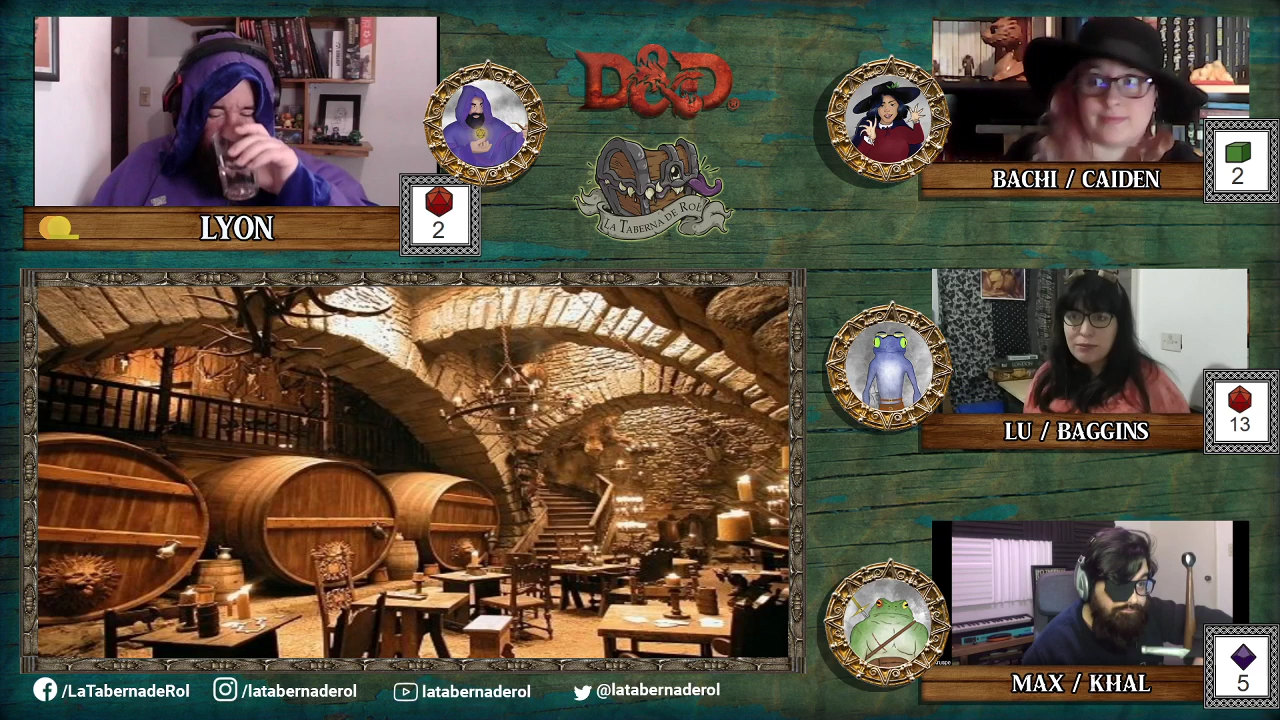 D&D
LA TABERNA DE ROL
LYON
2
BACHI / CAIDEN
2
LU / BAGGINS
13
MAX / KHAL
5
/LaTabernadeRol
/latabernaderol
latabernaderol
@latabernaderol